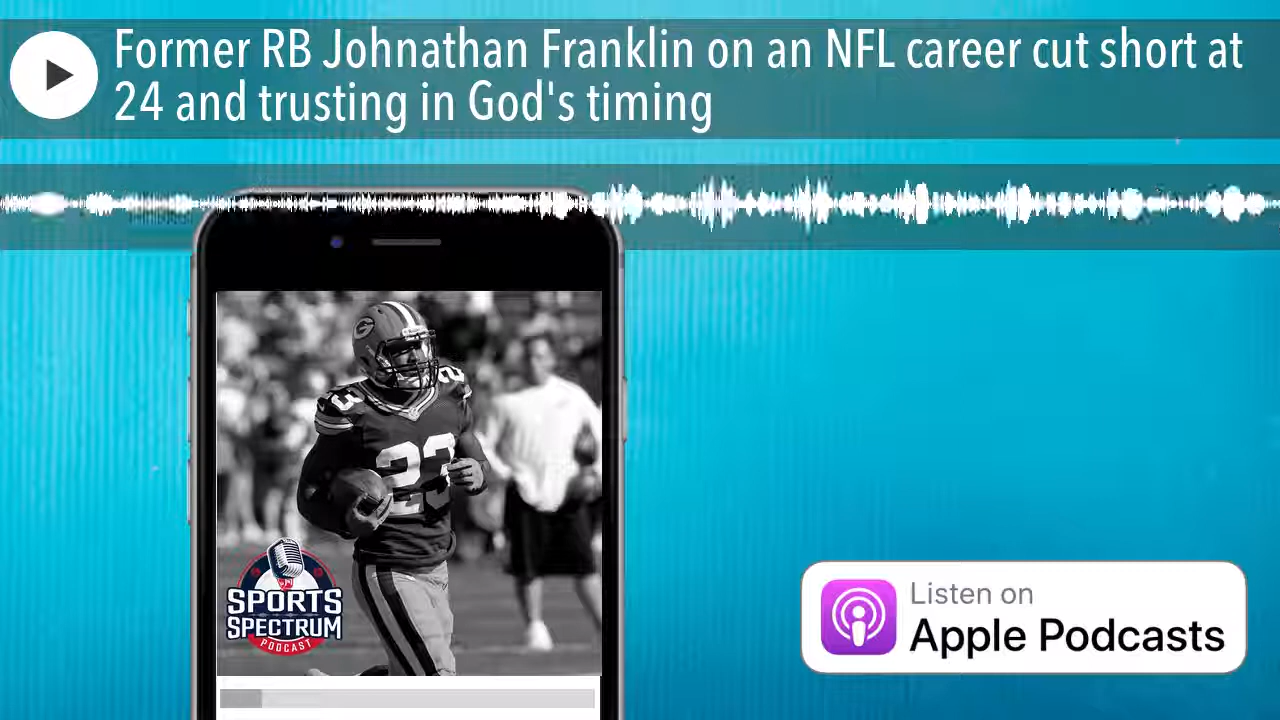 Former RB Johnathan Franklin on an NFL career cut short at
24 and trusting in God's timing
G
23
23
SPORTS
SPECTRUM
PODCAST
Listen on
Apple Podcasts